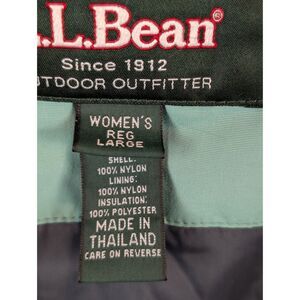 L.L.Bean®
Since 1912
OUTDOOR OUTFITTER
WOMEN'S
REG
LARGE
SHELL:
100% NYLON
LINING:
100% NYLON
INSULATION:
100% POLYESTER
MADE IN
THAILAND
CARE ON REVERSE